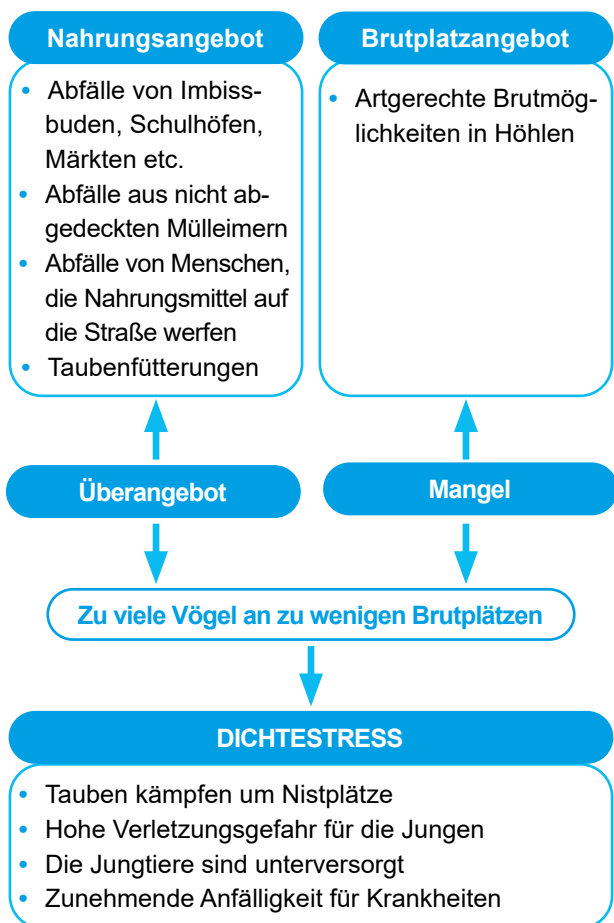 Nahrungsangebot
Abfälle von Imbiss-
buden, Schulhöfen,
Märkten etc.
Abfälle aus nicht ab-
gedeckten Mülleimern
Abfälle von Menschen,
die Nahrungsmittel auf
die Straße werfen
Taubenfütterungen
Brutplatzangebot
Artgerechte Brutmög-
lichkeiten in Höhlen
Überangebot
Mangel
Zu viele Vögel an zu wenigen Brutplätzen
DICHTESTRESS
Tauben kämpfen um Nistplätze
Hohe Verletzungsgefahr für die Jungen
Die Jungtiere sind unterversorgt
Zunehmende Anfälligkeit für Krankheiten